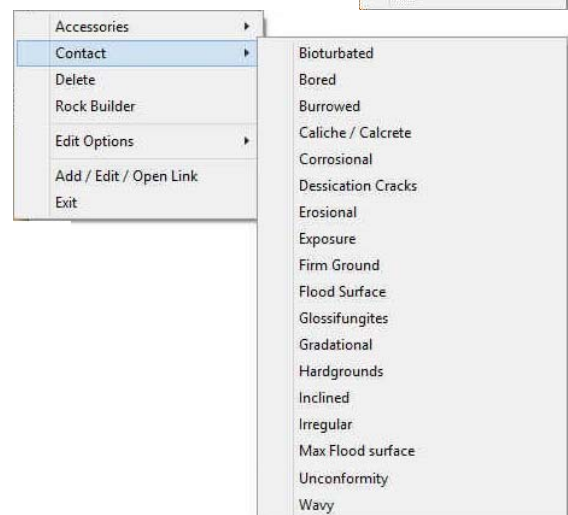 Accessories
Contact
Delete
Rock Builder
Edit Options
Add / Edit / Open Link
Exit
Bioturbated
Bored
Burrowed
Caliche / Calcrete
Corrosional
Dessication Cracks
Erosional
Exposure
Firm Ground
Flood Surface
Glossifungites
Gradational
Hardgrounds
Inclined
Irregular
Max Flood surface
Unconformity
Wavy